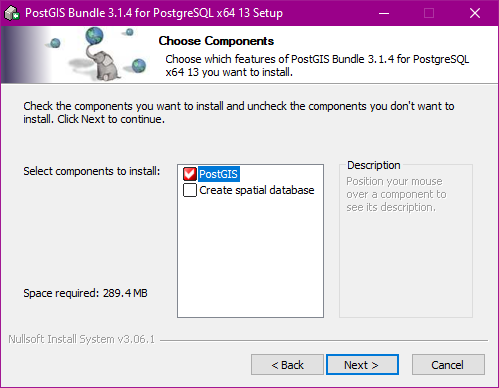 PostGIS Bundle 3.1.4 for PostgreSQL x64 13 Setup
Choose Components
Choose which features of PostGIS Bundle 3.1.4 for PostgreSQL
x64 13 you want to install.
Check the components you want to install and uncheck the components you don't want to
install. Click Next to continue.
Select components to install:
PostGIS
Create spatial database
Description
Position your mouse
over a component to
see its description.
Space required: 289.4 MB
Nullsoft Install System v3.06.1
< Back
Next >
Cancel